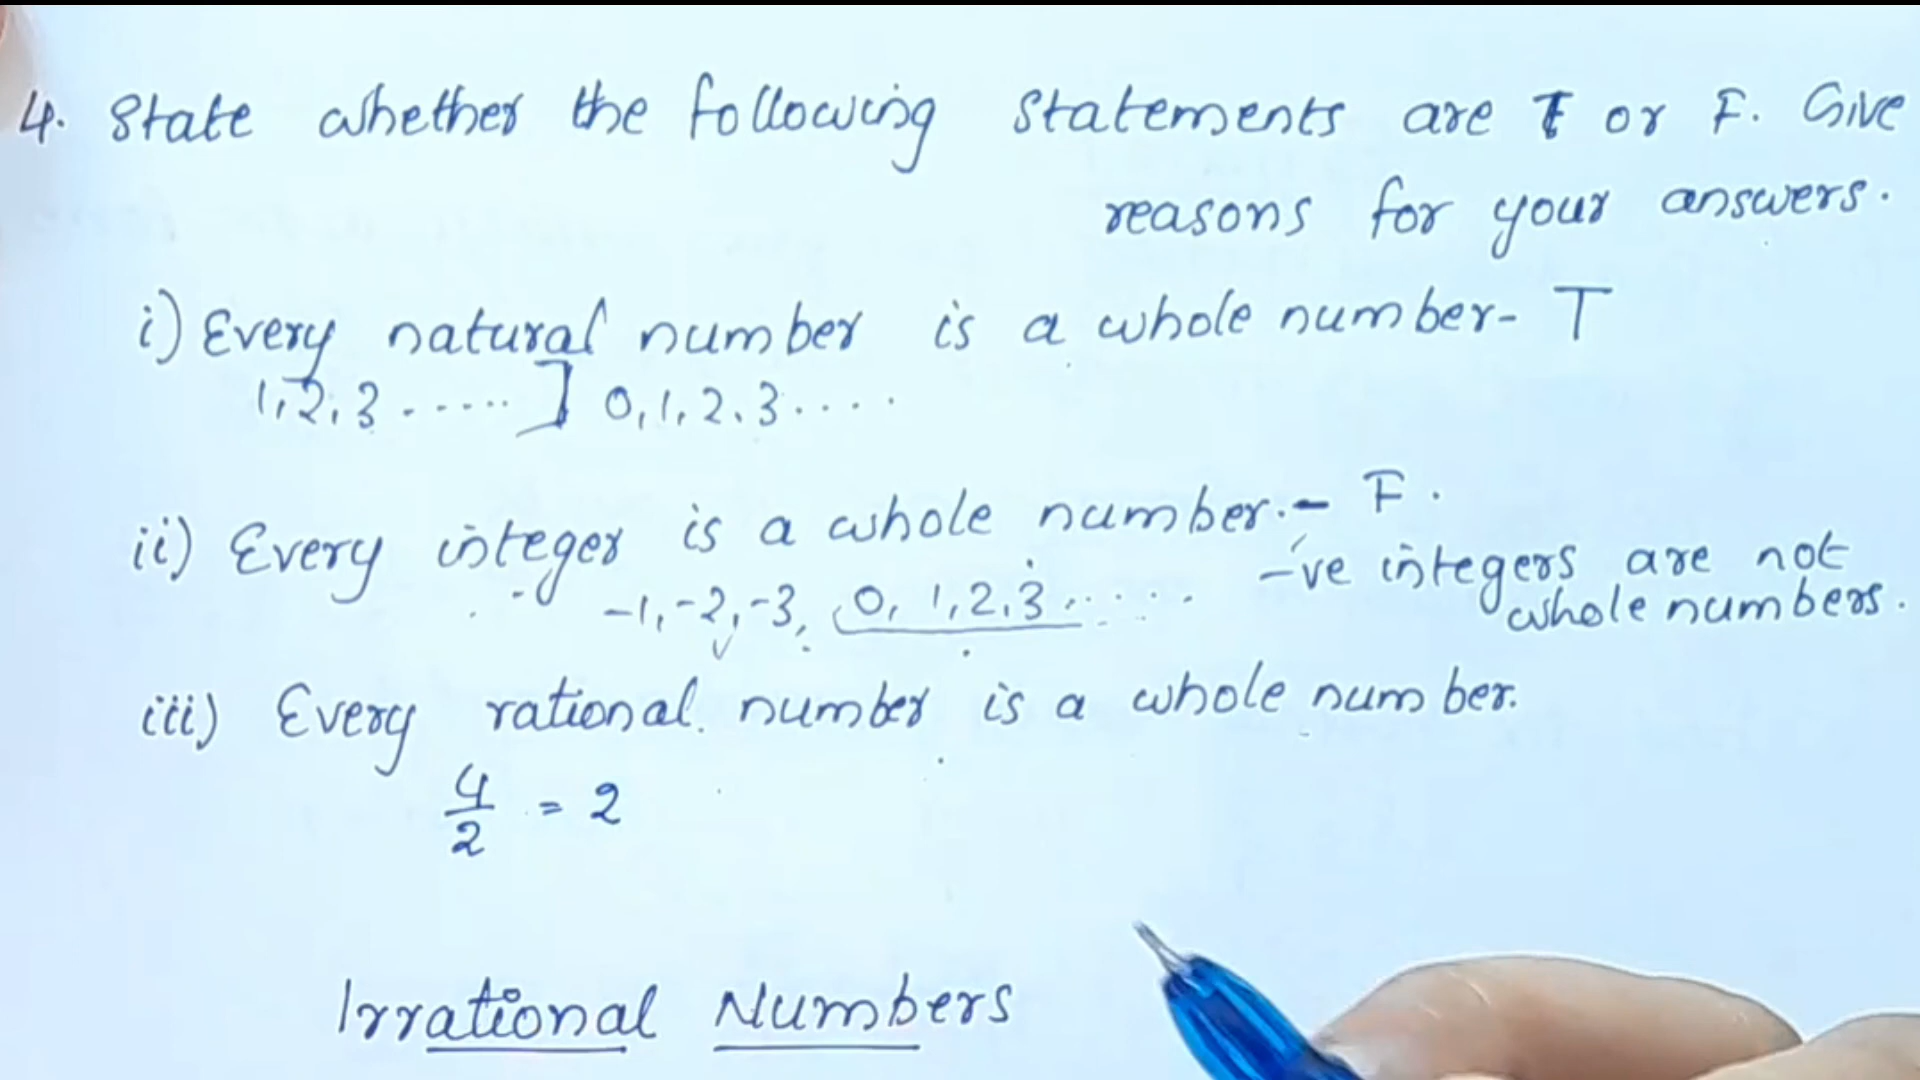 4. State whether the following statements are T or F. Give
reasons for your answers.
i) Every natural number is a whole number - T
1, 2, 3 ...... ] 0, 1, 2, 3 ....
ii) Every integer is a whole number. - F.
-ve integers are not
whole numbers.
-1, -2, -3, 0, 1, 2, 3, ....
iii) Every rational number is a whole number.
4/2 = 2
Irrational Numbers